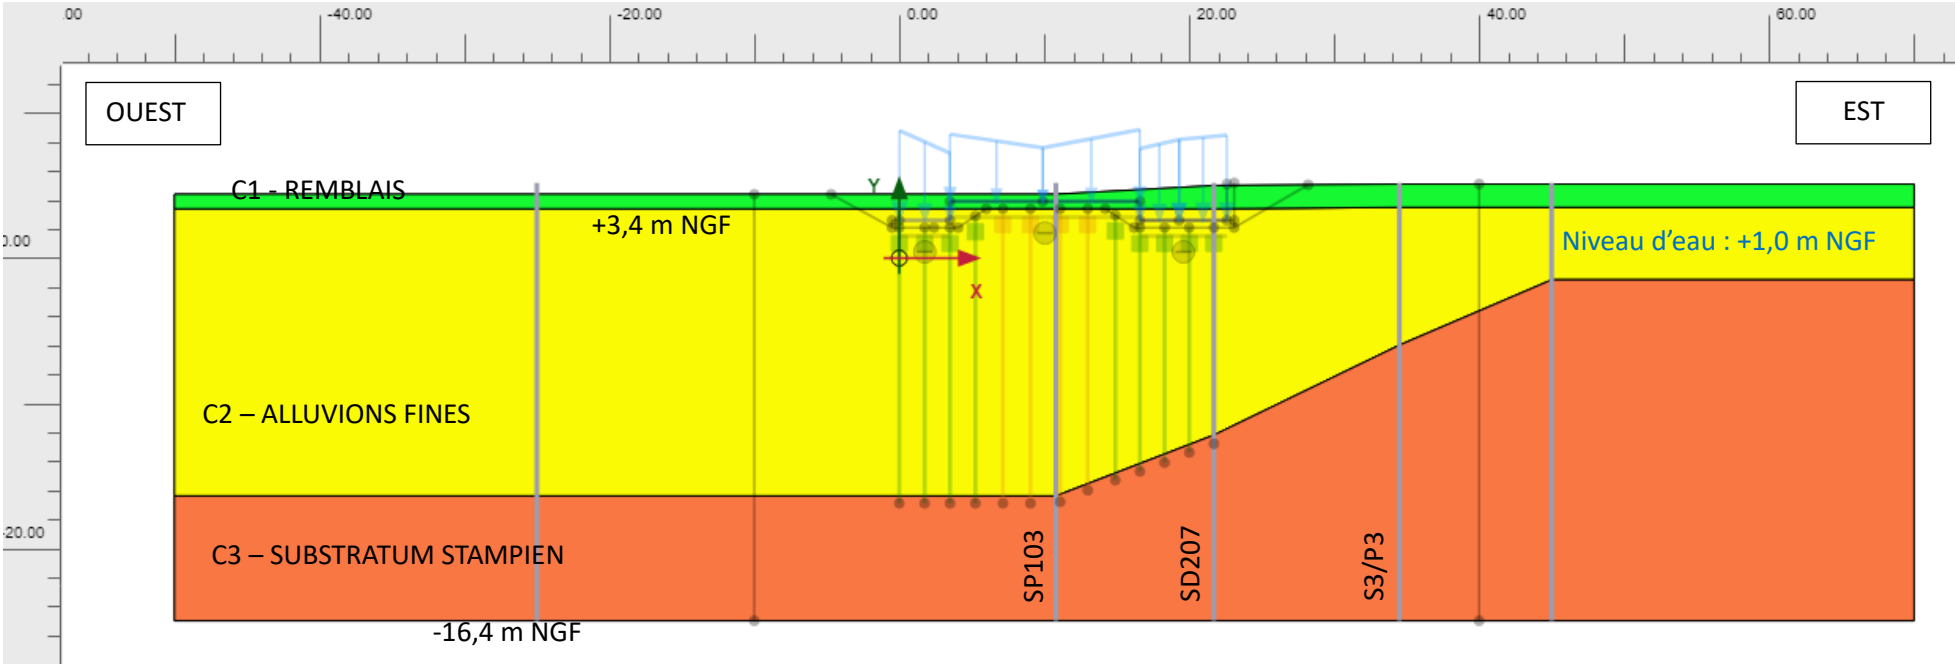 .00 -40.00 -20.00 0.00 20.00 40.00 60.00
OUEST
EST
C1 - REMBLAIS
Y
+3,4 m NGF
0.00
Niveau d'eau : +1,0 m NGF
X
C2 – ALLUVIONS FINES
-20.00
C3 – SUBSTRATUM STAMPIEN
SP103
SD207
S3/P3
-16,4 m NGF